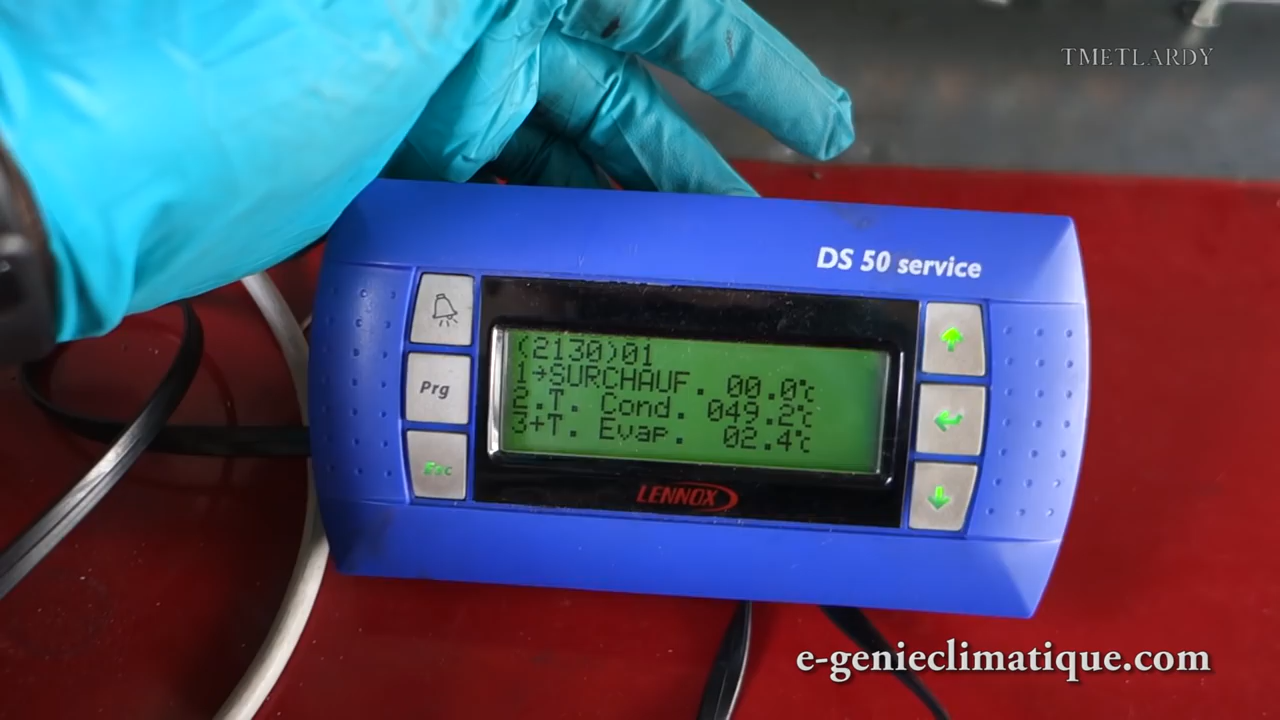 TMETLARDY
DS 50 service
(2130)01
1→SURCHAUF. 00.0℃
2.T. Cond. 049.2℃
3+T. Evap. 02.4℃
Prg
Esc
LENNOX
e-genieclimatique.com